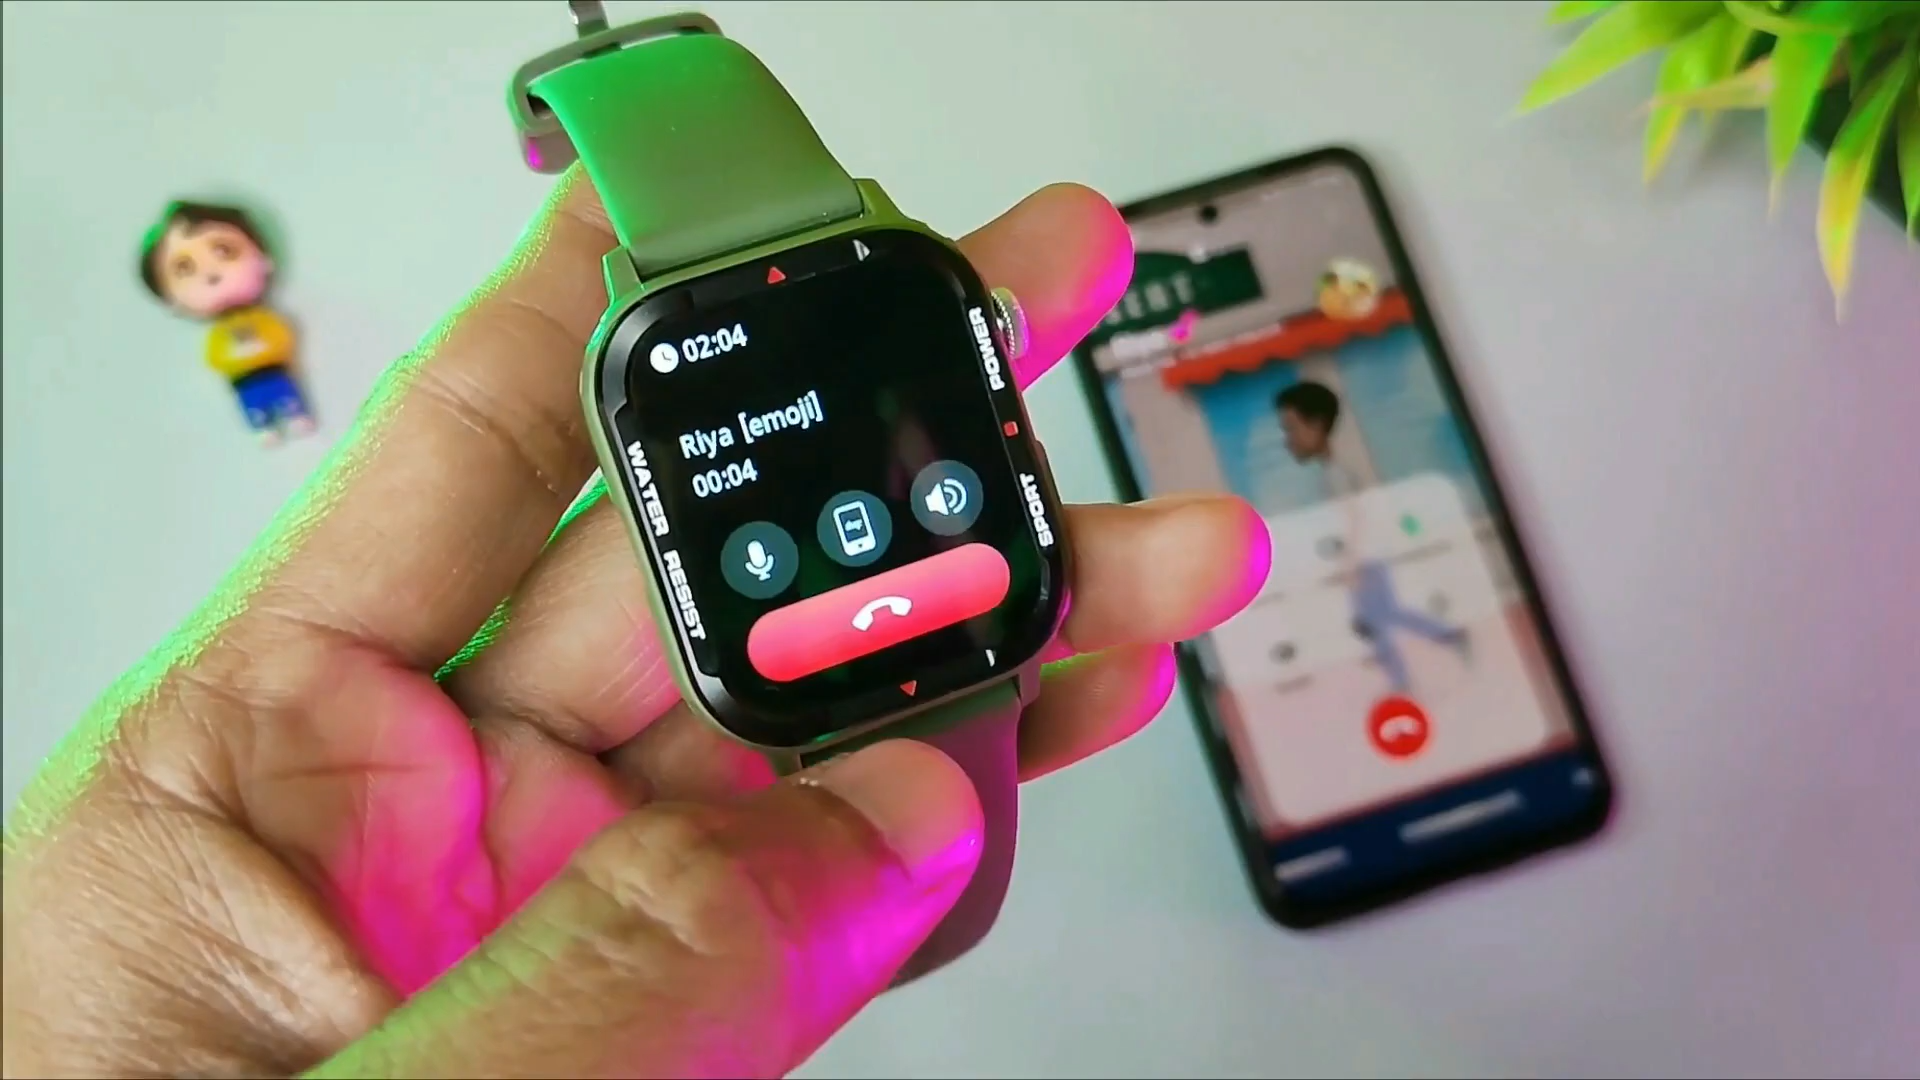 02:04
Riya [emoji]
00:04
POWER
SPORT
WATER RESIST